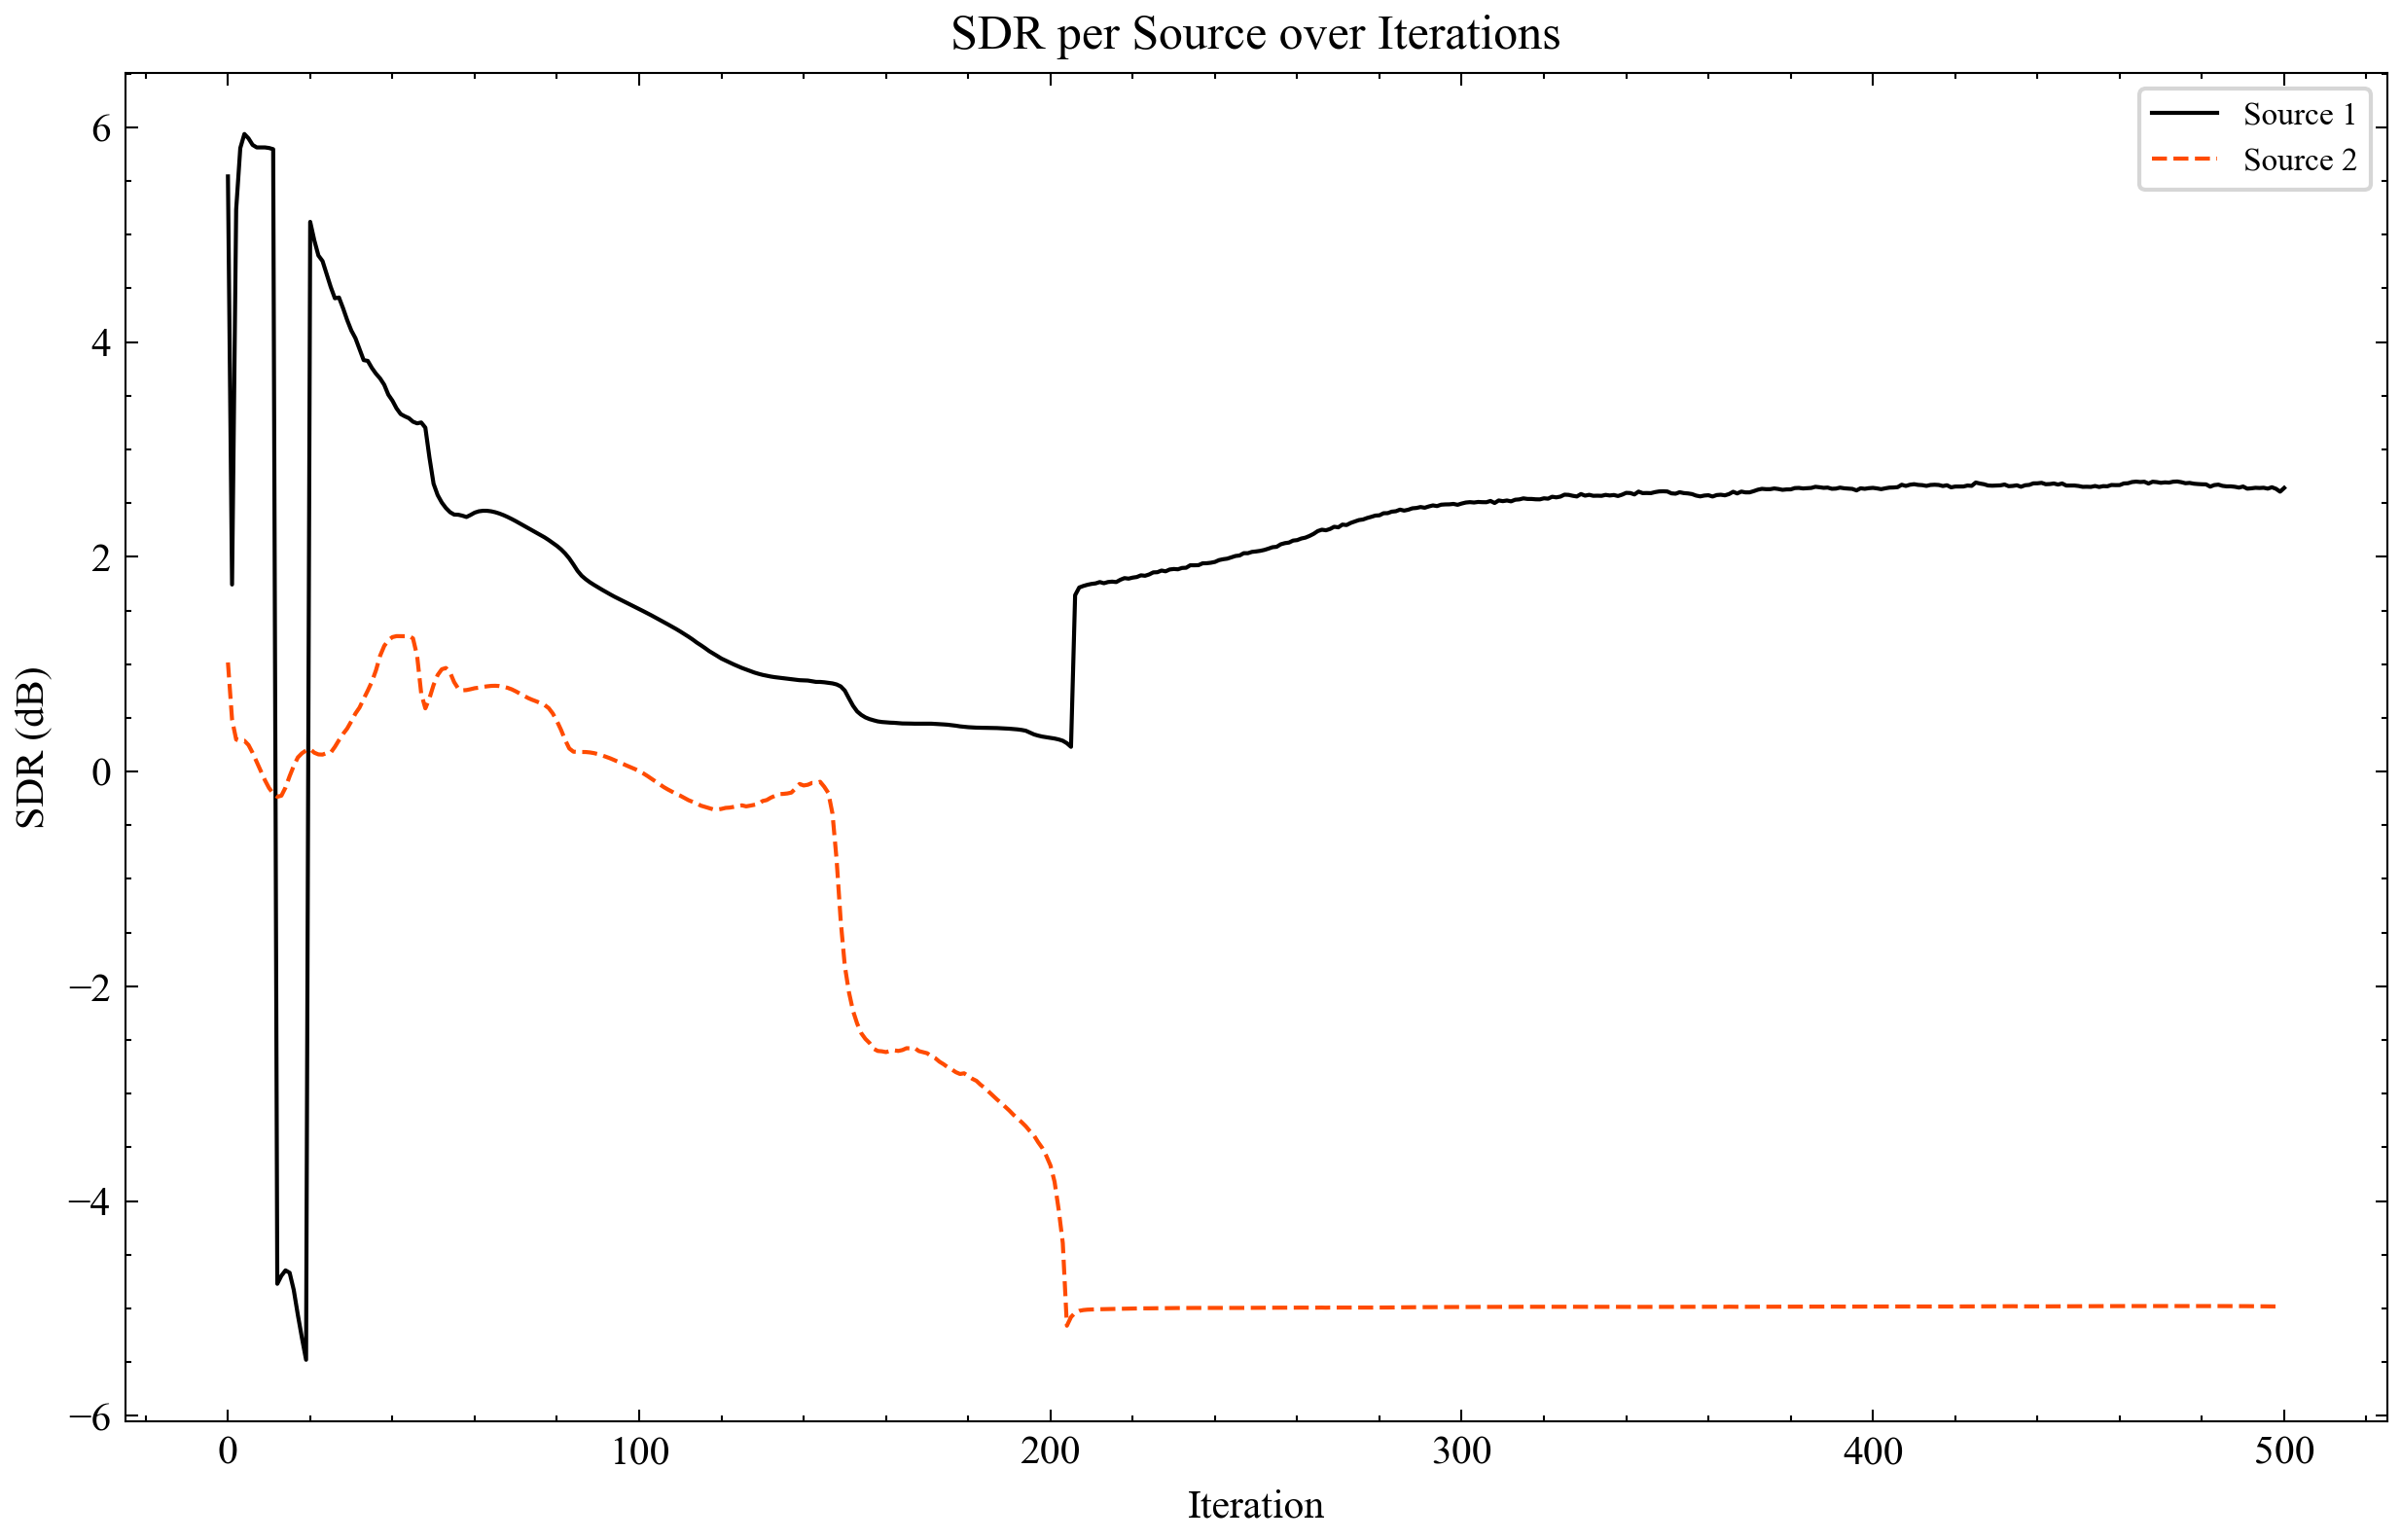 SDR per Source over Iterations
Source 1
Source 2
SDR (dB)
6
4
2
0
−2
−4
−6
0 100 200 300 400 500
Iteration